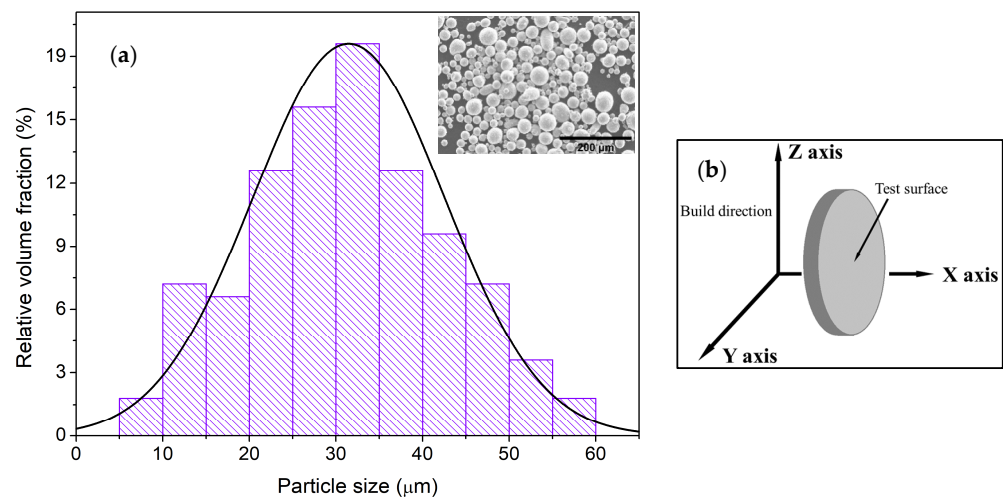 (a)
Relative volume fraction (%)
19
15
12
9
6
3
0
0
10
20
30
40
50
60
Particle size (μm)
200 μm
(b)
Z axis
Build direction
Test surface
X axis
Y axis